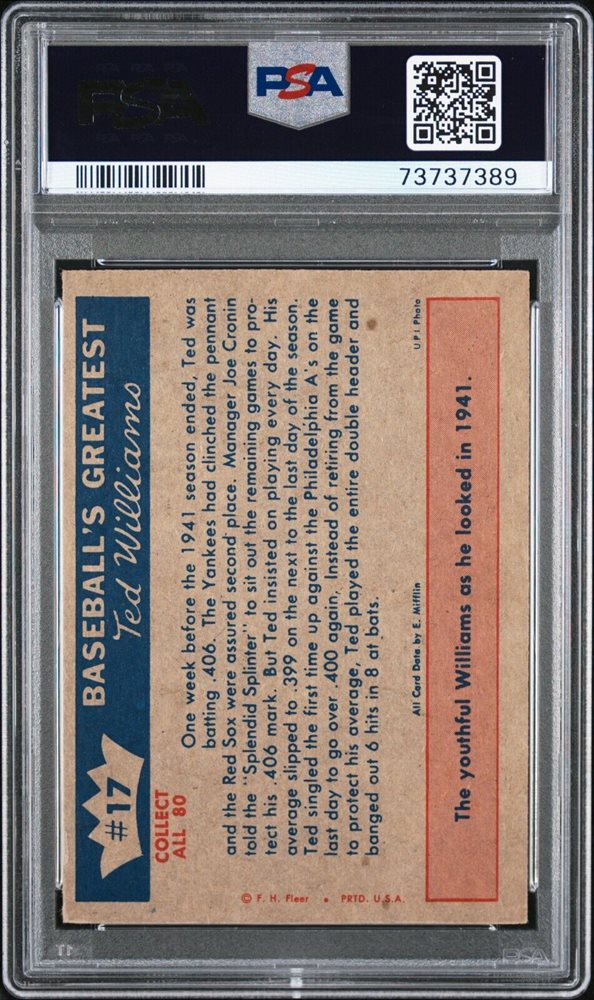 PSA
PSA
73737389
#17
BASEBALL'S GREATEST
Ted Williams
COLLECT
ALL 80
One week before the 1941 season ended, Ted was
batting .406. The Yankees had clinched the pennant
and the Red Sox were assured second place. Manager Joe Cronin
told the "Splendid Splinter" to sit out the remaining games to pro-
tect his .406 mark. But Ted insisted on playing every day. His
average slipped to .399 on the next to the last day of the season.
Ted singled the first time up against the Philadelphia A's on the
last day to go over .400 again. Instead of retiring from the game
to protect his average, Ted played the entire double header and
banged out 6 hits in 8 at bats.
© F. H. Fleer • PRTD. U.S.A.
All Card Data by E. Mifflin
U P I Photo
The youthful Williams as he looked in 1941.
PSA